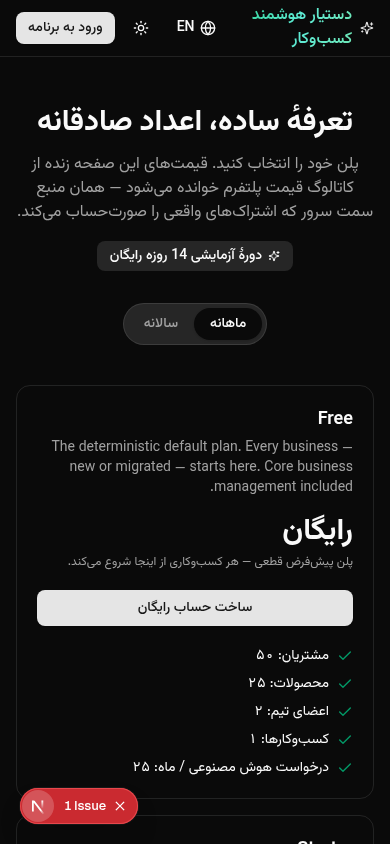 دستیار هوشمند
کسب‌وکار
EN
ورود به برنامه
تعرفهٔ ساده، اعداد صادقانه
پلن خود را انتخاب کنید. قیمت‌های این صفحه زنده از
کاتالوگ قیمت پلتفرم خوانده می‌شود — همان منبع
سمت سرور که اشتراک‌های واقعی را صورت‌حساب می‌کند.
دورهٔ آزمایشی 14 روزه رایگان
ماهانه
سالانه
Free
The deterministic default plan. Every business —
new or migrated — starts here. Core business
.management included
رایگان
پلن پیش‌فرض قطعی — هر کسب‌وکاری از اینجا شروع می‌کند.
ساخت حساب رایگان
مشتریان: ۵۰
محصولات: ۲۵
اعضای تیم: ۲
کسب‌وکارها: ۱
درخواست هوش مصنوعی / ماه: ۲۵
N 1 Issue